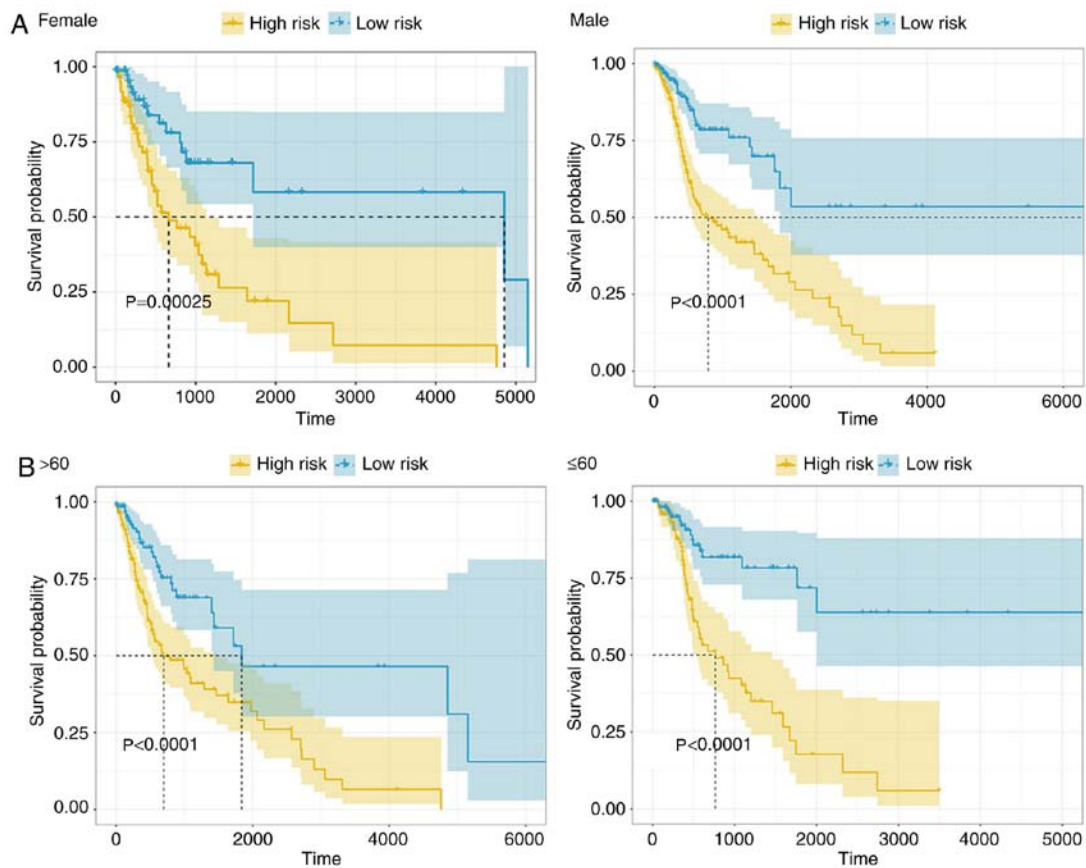 A Female
High risk Low risk
1.00
0.75
0.50
0.25
0.00
Survival probability
P=0.00025
0 1000 2000 3000 4000 5000
Time
Male
High risk Low risk
1.00
0.75
0.50
0.25
0.00
Survival probability
P<0.0001
0 2000 4000 6000
Time
B >60
High risk Low risk
1.00
0.75
0.50
0.25
0.00
Survival probability
P<0.0001
0 2000 4000 6000
Time
≤60
High risk Low risk
1.00
0.75
0.50
0.25
0.00
Survival probability
P<0.0001
0 1000 2000 3000 4000 5000
Time